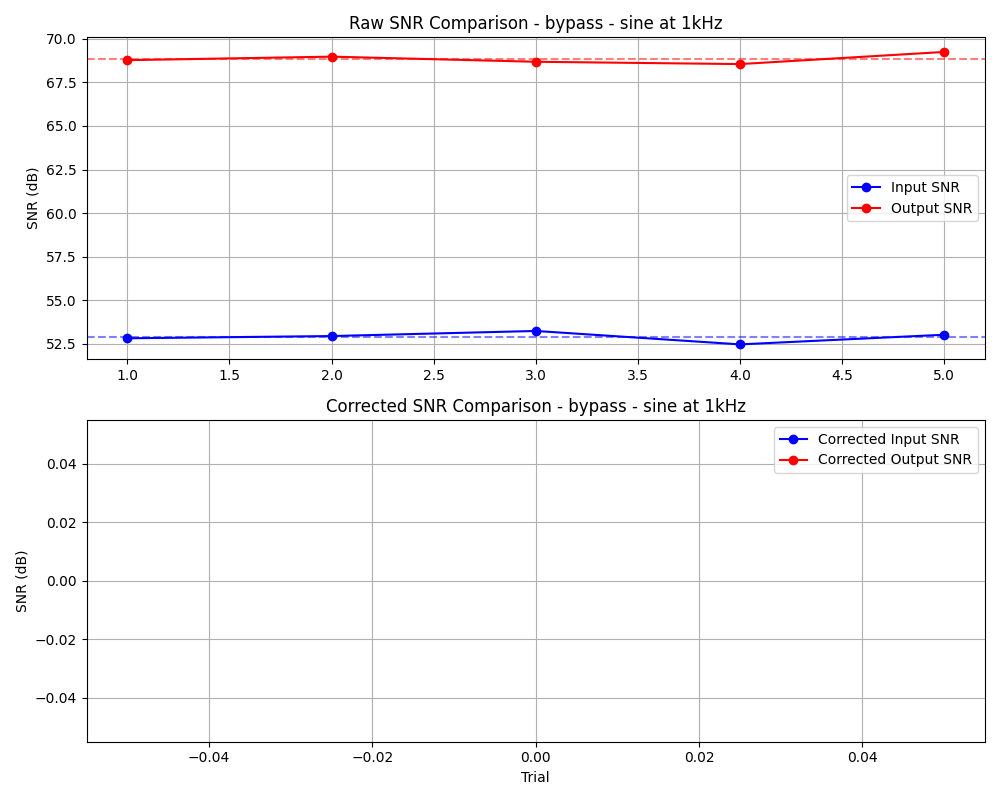 Raw SNR Comparison - bypass - sine at 1kHz
70.0
67.5
65.0
62.5
60.0
57.5
55.0
52.5
SNR (dB)
Input SNR
Output SNR
1.0 1.5 2.0 2.5 3.0 3.5 4.0 4.5 5.0
Corrected SNR Comparison - bypass - sine at 1kHz
0.04
0.02
0.00
−0.02
−0.04
SNR (dB)
Corrected Input SNR
Corrected Output SNR
−0.04 −0.02 0.00 0.02 0.04
Trial